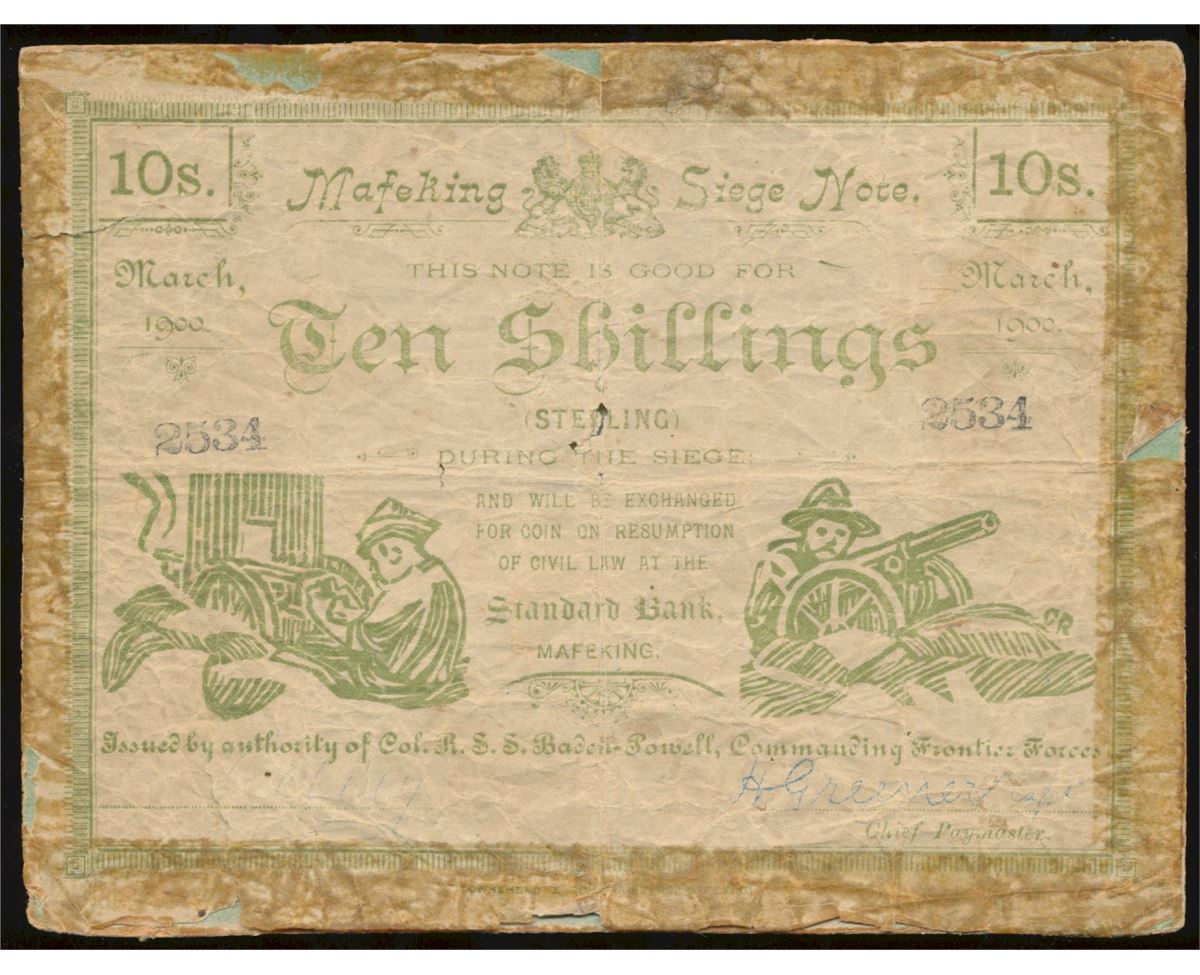 10s. Mafeking Siege Note. 10s.
THIS NOTE IS GOOD FOR
March, March,
1900. 1900.
Ten Shillings
(STERLING)
2534 2534
DURING THE SIEGE
AND WILL BE EXCHANGED
FOR COIN ON RESUMPTION
OF CIVIL LAW AT THE
Standard Bank,
MAFEKING.
CR
Issued by authority of Col. R. S. S. Baden-Powell, Commanding Frontier Forces
H Greener Capt
Chief Paymaster.
TOWNSHEND &